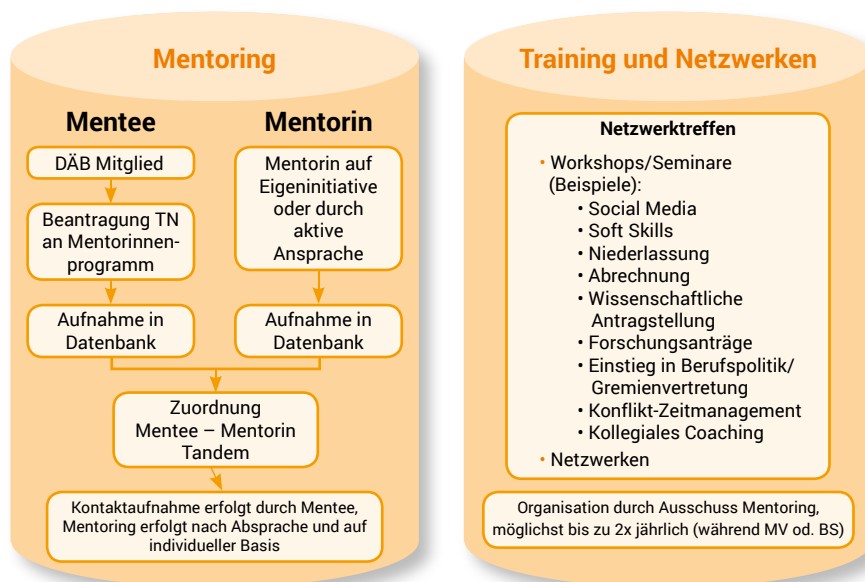 Mentoring
Mentee
DÄB Mitglied
Beantragung TN
an Mentorinnen-
programm
Aufnahme in
Datenbank
Mentorin
Mentorin auf
Eigeninitiative
oder durch
aktive
Ansprache
Aufnahme in
Datenbank
Zuordnung
Mentee – Mentorin
Tandem
Kontaktaufnahme erfolgt durch Mentee,
Mentoring erfolgt nach Absprache und auf
individueller Basis
Training und Netzwerken
Netzwerktreffen
• Workshops/Seminare
(Beispiele):
• Social Media
• Soft Skills
• Niederlassung
• Abrechnung
• Wissenschaftliche
Antragstellung
• Forschungsanträge
• Einstieg in Berufspolitik/
Gremienvertretung
• Konflikt-Zeitmanagement
• Kollegiales Coaching
• Netzwerken
Organisation durch Ausschuss Mentoring,
möglichst bis zu 2x jährlich (während MV od. BS)